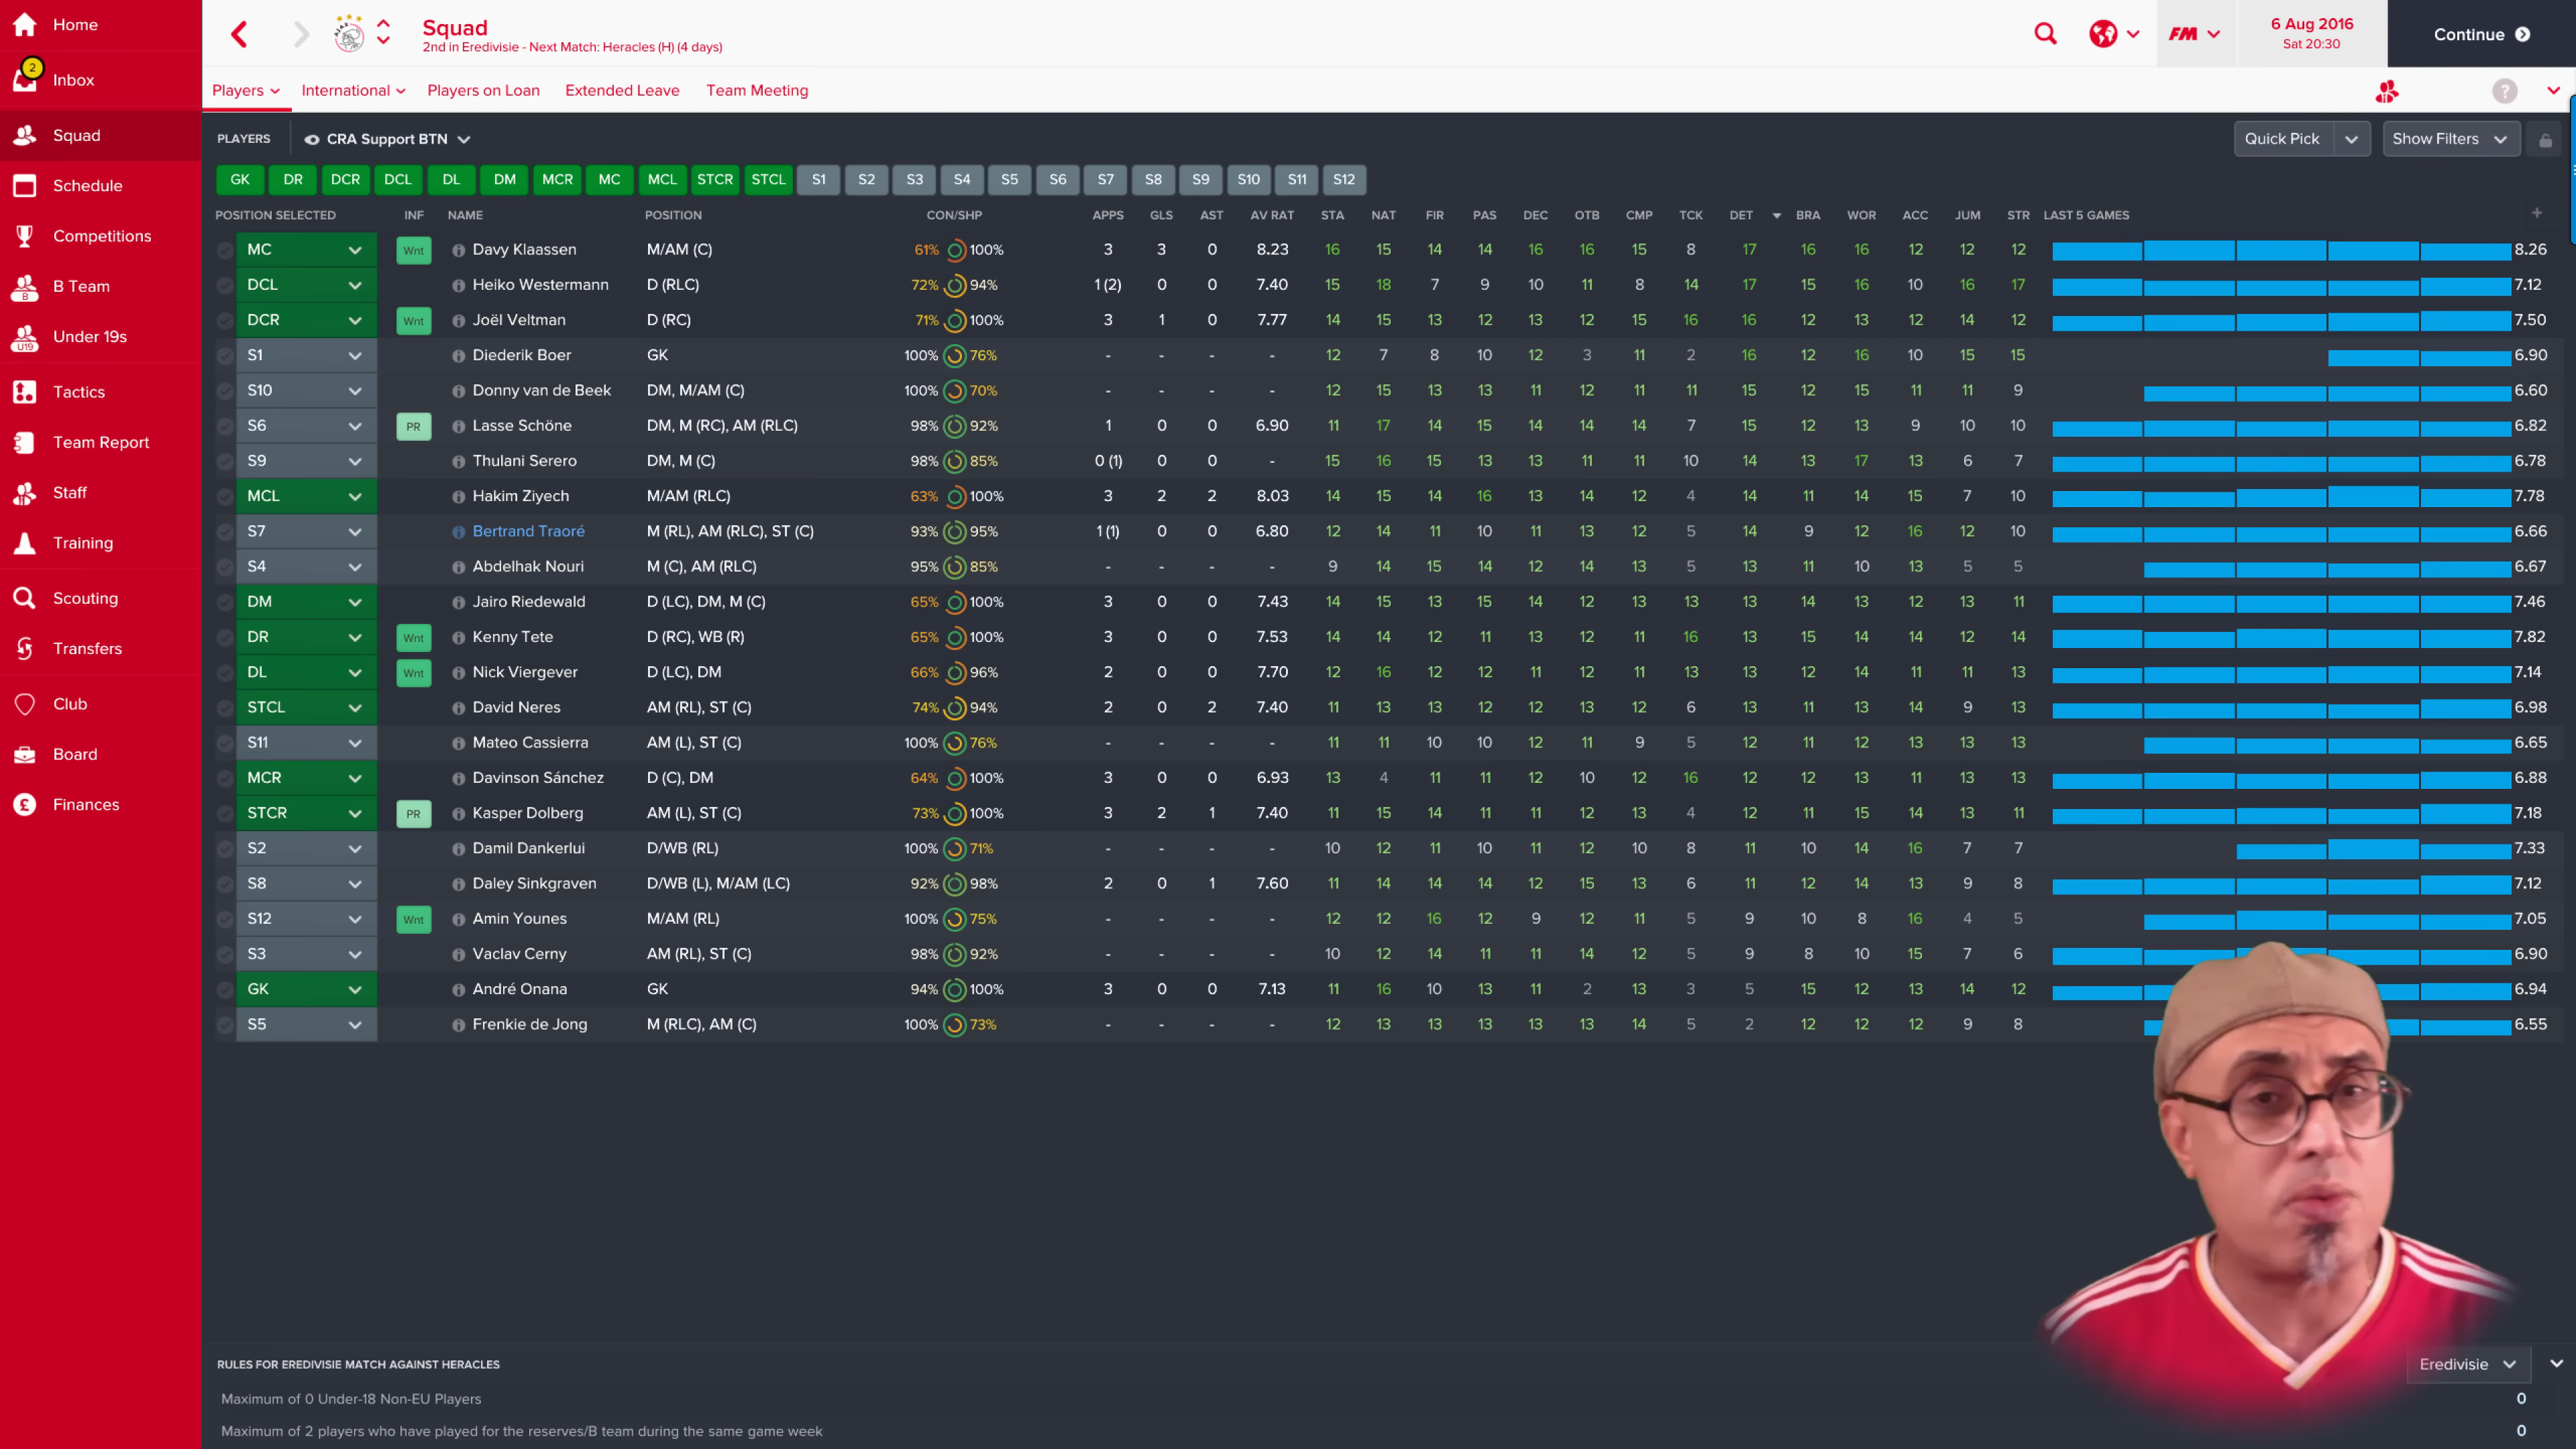 Home
2
Inbox
Squad
Schedule
Competitions
B
B Team
U19
Under 19s
Tactics
Team Report
Staff
Training
Scouting
Transfers
Club
Board
£ Finances
Squad
2nd in Eredivisie - Next Match: Heracles (H) (4 days)
FM
6 Aug 2016
Sat 20:30
Continue
Players International Players on Loan Extended Leave Team Meeting
?
PLAYERS CRA Support BTN Quick Pick Show Filters
GK DR DCR DCL DL DM MCR MC MCL STCR STCL S1 S2 S3 S4 S5 S6 S7 S8 S9 S10 S11 S12
POSITION SELECTED INF NAME POSITION CON/SHP APPS GLS AST AV RAT STA NAT FIR PAS DEC OTB CMP TCK DET BRA WOR ACC JUM STR LAST 5 GAMES +
MC Wnt Davy Klaassen M/AM (C) 61% 100% 3 3 0 8.23 16 15 14 14 16 16 15 8 17 16 16 12 12 12 8.26
DCL Heiko Westermann D (RLC) 72% 94% 1 (2) 0 0 7.40 15 18 7 9 10 11 8 14 17 15 16 10 16 17 7.12
DCR Wnt Joël Veltman D (RC) 71% 100% 3 1 0 7.77 14 15 13 12 13 12 15 16 16 12 13 12 14 12 7.50
S1 Diederik Boer GK 100% 76% - - - - 12 7 8 10 12 3 11 2 16 12 16 10 15 15 6.90
S10 Donny van de Beek DM, M/AM (C) 100% 70% - - - - 12 15 13 13 11 12 11 11 15 12 15 11 11 9 6.60
S6 PR Lasse Schöne DM, M (RC), AM (RLC) 98% 92% 1 0 0 6.90 11 17 14 15 14 14 14 7 15 12 13 9 10 10 6.82
S9 Thulani Serero DM, M (C) 98% 85% 0 (1) 0 0 - 15 16 15 13 13 11 11 10 14 13 17 13 6 7 6.78
MCL Hakim Ziyech M/AM (RLC) 63% 100% 3 2 2 8.03 14 15 14 16 13 14 12 4 14 11 14 15 7 10 7.78
S7 Bertrand Traoré M (RL), AM (RLC), ST (C) 93% 95% 1 (1) 0 0 6.80 12 14 11 10 11 13 12 5 14 9 12 16 12 10 6.66
S4 Abdelhak Nouri M (C), AM (RLC) 95% 85% - - - - 9 14 15 14 12 14 13 5 13 11 10 13 5 5 6.67
DM Jairo Riedewald D (LC), DM, M (C) 65% 100% 3 0 0 7.43 14 15 13 15 14 12 13 13 13 14 13 12 13 11 7.46
DR Wnt Kenny Tete D (RC), WB (R) 65% 100% 3 0 0 7.53 14 14 12 11 13 12 11 16 13 15 14 14 12 14 7.82
DL Wnt Nick Viergever D (LC), DM 66% 96% 2 0 0 7.70 12 16 12 12 11 12 11 13 13 12 14 11 11 13 7.14
STCL David Neres AM (RL), ST (C) 74% 94% 2 0 2 7.40 11 13 13 12 12 13 12 6 13 11 13 14 9 13 6.98
S11 Mateo Cassierra AM (L), ST (C) 100% 76% - - - - 11 11 10 10 12 11 9 5 12 11 12 13 13 13 6.65
MCR Davinson Sánchez D (C), DM 64% 100% 3 0 0 6.93 13 4 11 11 12 10 12 16 12 12 13 11 13 13 6.88
STCR PR Kasper Dolberg AM (L), ST (C) 73% 100% 3 2 1 7.40 11 15 14 11 11 12 13 4 12 11 15 14 13 11 7.18
S2 Damil Dankerlui D/WB (RL) 100% 71% - - - - 10 12 11 10 11 12 10 8 11 10 14 16 7 7 7.33
S8 Daley Sinkgraven D/WB (L), M/AM (LC) 92% 98% 2 0 1 7.60 11 14 14 14 12 15 13 6 11 12 14 13 9 8 7.12
S12 Wnt Amin Younes M/AM (RL) 100% 75% - - - - 12 12 16 12 9 12 11 5 9 10 8 16 4 5 7.05
S3 Vaclav Cerny AM (RL), ST (C) 98% 92% - - - - 10 12 14 11 11 14 12 5 9 8 10 15 7 6 6.90
GK André Onana GK 94% 100% 3 0 0 7.13 11 16 10 13 11 2 13 3 5 15 12 13 14 12 6.94
S5 Frenkie de Jong M (RLC), AM (C) 100% 73% - - - - 12 13 13 13 13 13 14 5 2 12 12 12 9 8 6.55
RULES FOR EREDIVISIE MATCH AGAINST HERACLES Eredivisie
Maximum of 0 Under-18 Non-EU Players 0
Maximum of 2 players who have played for the reserves/B team during the same game week 0